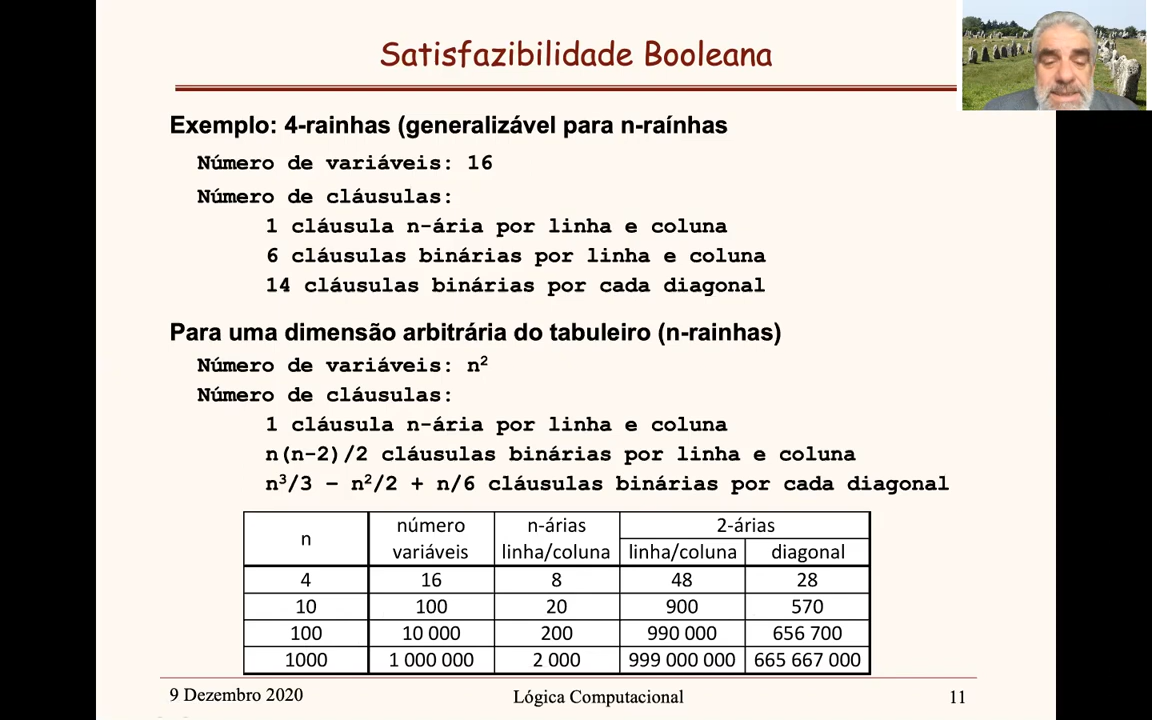 Satisfazibilidade Booleana
Exemplo: 4-rainhas (generalizável para n-raínhas
Número de variáveis: 16
Número de cláusulas:
1 cláusula n-ária por linha e coluna
6 cláusulas binárias por linha e coluna
14 cláusulas binárias por cada diagonal
Para uma dimensão arbitrária do tabuleiro (n-rainhas)
Número de variáveis: n²
Número de cláusulas:
1 cláusula n-ária por linha e coluna
n(n-2)/2 cláusulas binárias por linha e coluna
n³/3 – n²/2 + n/6 cláusulas binárias por cada diagonal
n número variáveis n-árias linha/coluna 2-árias linha/coluna diagonal
4 16 8 48 28
10 100 20 900 570
100 10 000 200 990 000 656 700
1000 1 000 000 2 000 999 000 000 665 667 000
9 Dezembro 2020 Lógica Computacional 11